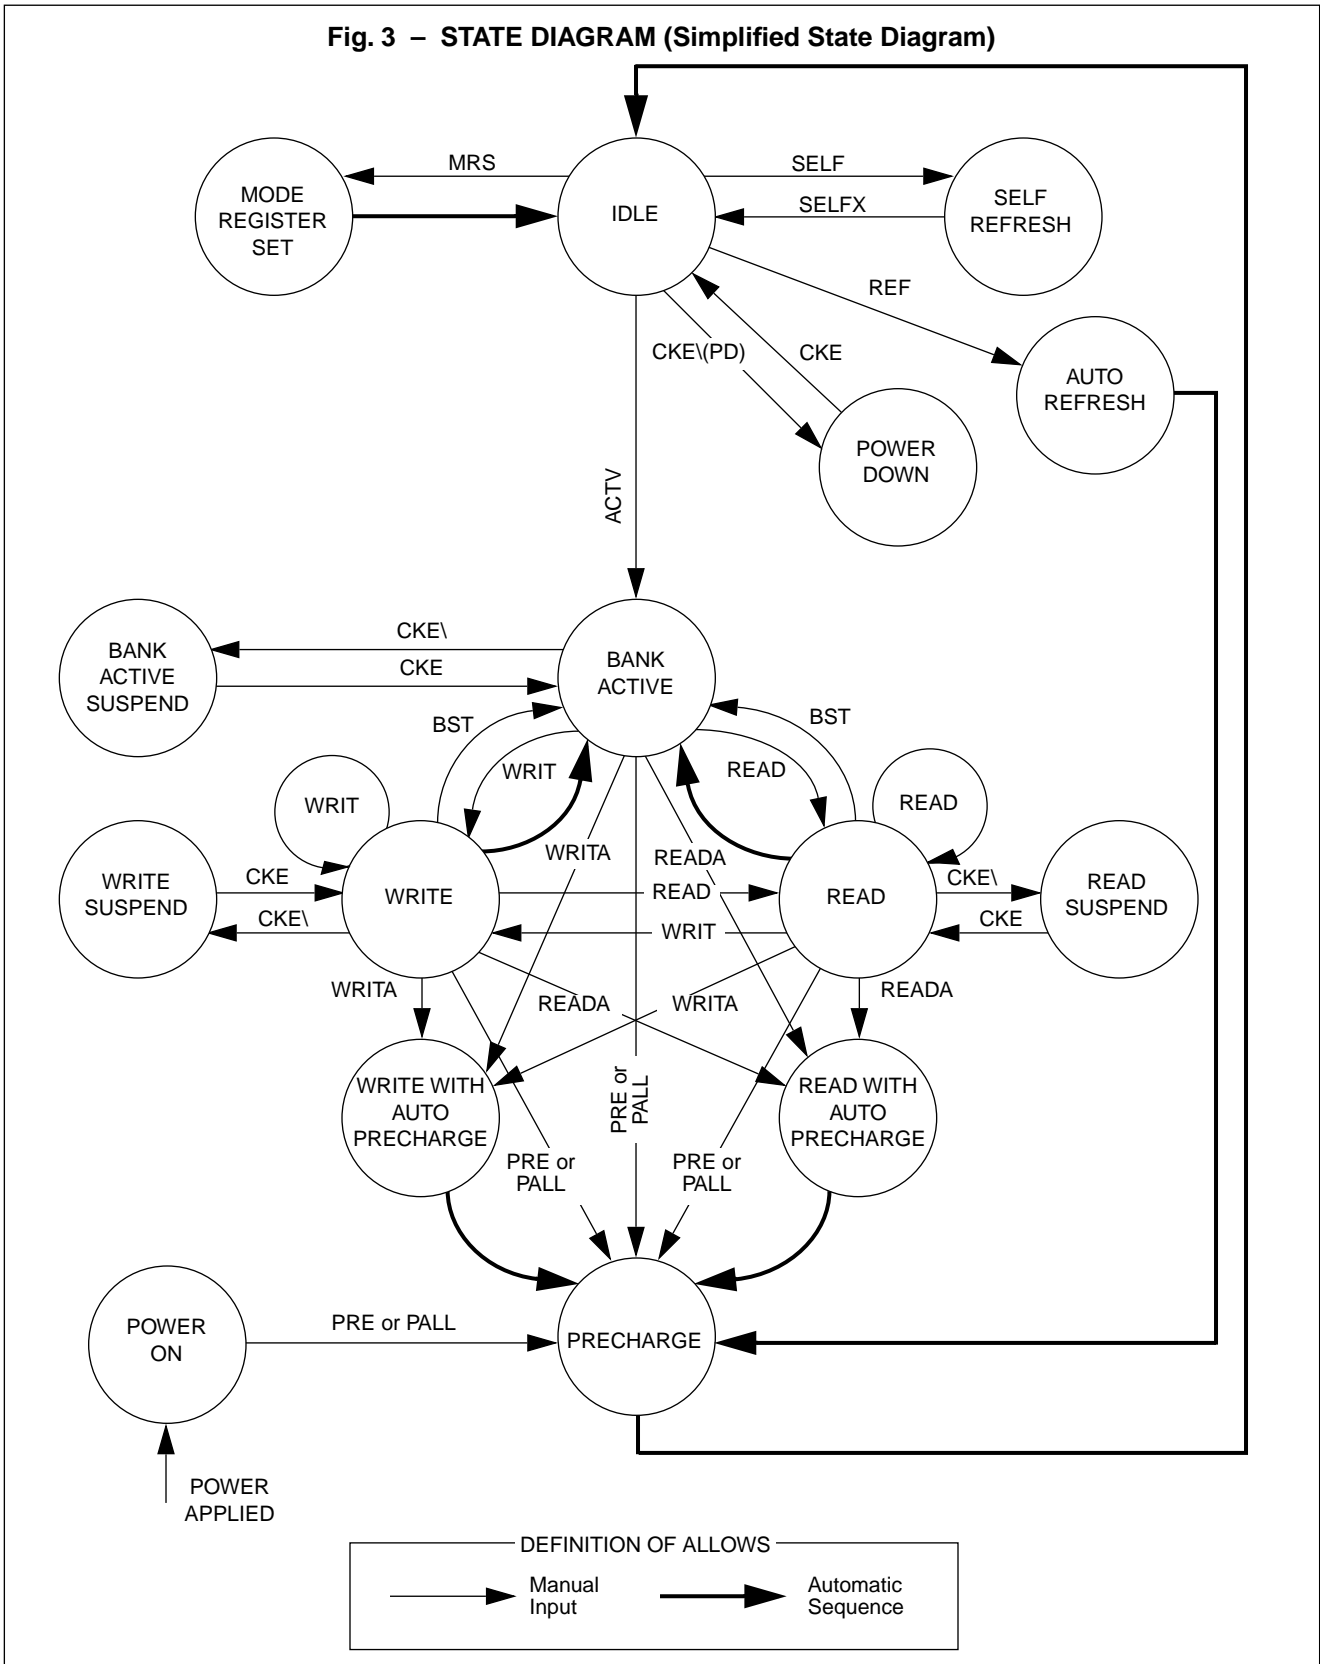 Fig. 3 – STATE DIAGRAM (Simplified State Diagram)
MRS
SELF
MODE
REGISTER
SET
IDLE
SELFX
SELF
REFRESH
REF
CKE\(PD)
CKE
AUTO
REFRESH
POWER
DOWN
ACTV
CKE\
BANK
ACTIVE
SUSPEND
CKE
BANK
ACTIVE
BST
BST
WRIT
READ
WRIT
READ
WRITA
READA
WRITE
SUSPEND
CKE
CKE\
WRITE
READ
WRIT
READ
CKE\
CKE
READ
SUSPEND
WRITA
READA
WRITA
READA
WRITE WITH
AUTO
PRECHARGE
PRE or
PALL
READ WITH
AUTO
PRECHARGE
PRE or
PALL
PRE or
PALL
POWER
ON
PRE or PALL
PRECHARGE
POWER
APPLIED
DEFINITION OF ALLOWS
Manual
Input
Automatic
Sequence